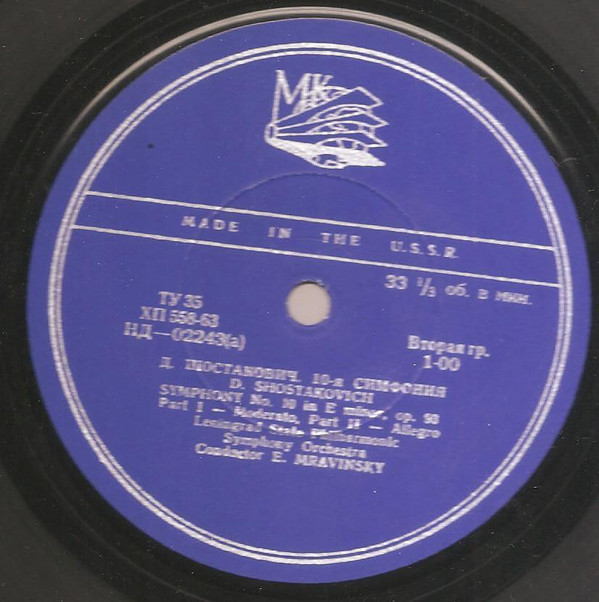 МК
MADE IN THE U.S.S.R.
33 1/3 об. в мин.
ТУ 35
ХП 558-63
НД—02243(а)
Вторая гр.
1-00
Д. ШОСТАКОВИЧ. 10-я СИМФОНИЯ
D. SHOSTAKOVICH
SYMPHONY No. 10 in E minor, op. 93
Part I — Moderato, Part II — Allegro
Leningrad State Philharmonic
Symphony Orchestra
Conductor E. MRAVINSKY